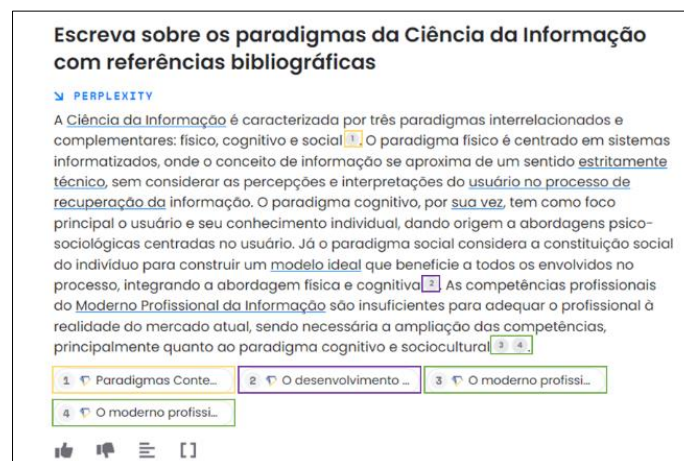 Escreva sobre os paradigmas da Ciência da Informação
com referências bibliográficas
PERPLEXITY
A Ciência da Informação é caracterizada por três paradigmas interrelacionados e
complementares: físico, cognitivo e social 1. O paradigma físico é centrado em sistemas
informatizados, onde o conceito de informação se aproxima de um sentido estritamente
técnico, sem considerar as percepções e interpretações do usuário no processo de
recuperação da informação. O paradigma cognitivo, por sua vez, tem como foco
principal o usuário e seu conhecimento individual, dando origem a abordagens psico-
sociológicas centradas no usuário. Já o paradigma social considera a constituição social
do indivíduo para construir um modelo ideal que beneficie a todos os envolvidos no
processo, integrando a abordagem física e cognitiva 2. As competências profissionais
do Moderno Profissional da Informação são insuficientes para adequar o profissional à
realidade do mercado atual, sendo necessária a ampliação das competências,
principalmente quanto ao paradigma cognitivo e sociocultural 3 4.
1 Paradigmas Conte... 2 O desenvolvimento ... 3 O moderno profissi...
4 O moderno profissi...